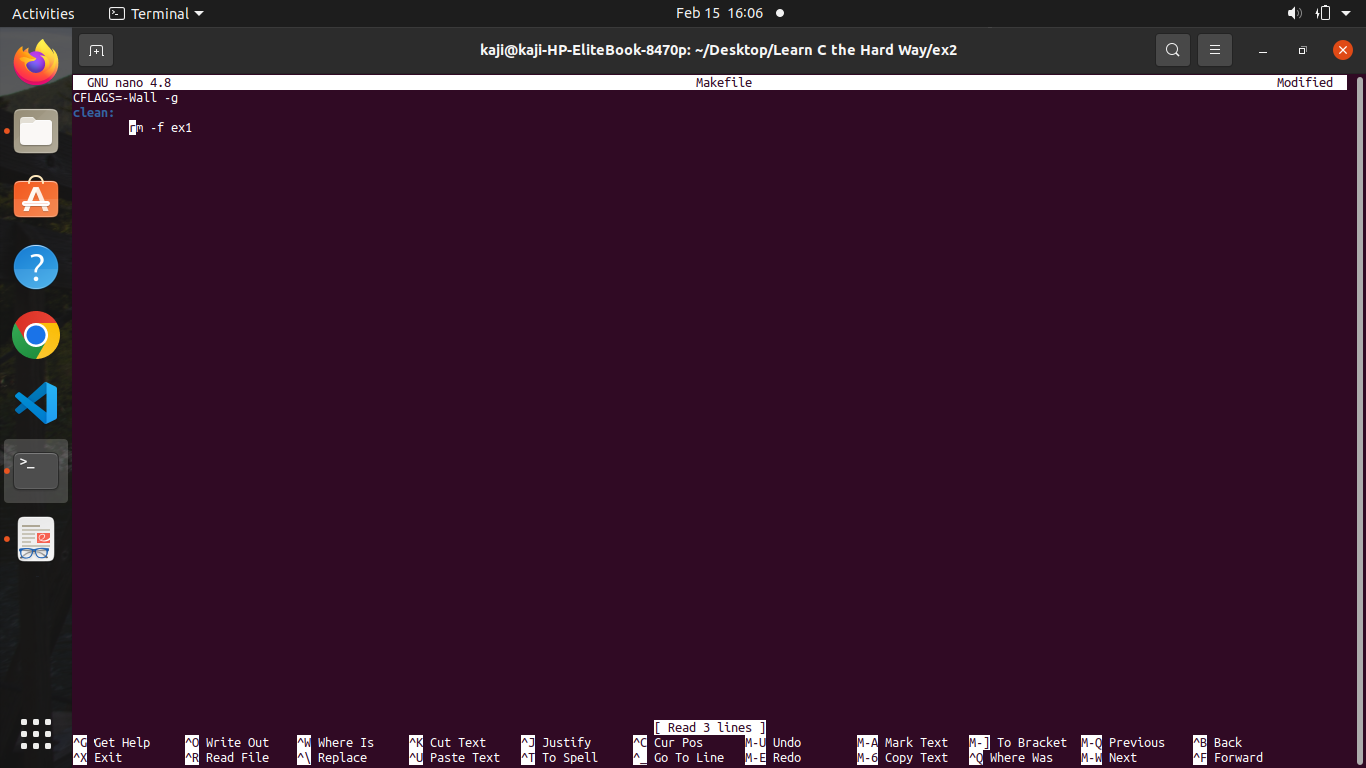 Activities Terminal Feb 15 16:06
kaji@kaji-HP-EliteBook-8470p: ~/Desktop/Learn C the Hard Way/ex2
GNU nano 4.8 Makefile Modified
CFLAGS=-Wall -g
clean:
rm -f ex1
[ Read 3 lines ]
^G Get Help ^O Write Out ^W Where Is ^K Cut Text ^J Justify ^C Cur Pos M-U Undo M-A Mark Text M-] To Bracket M-Q Previous ^B Back
^X Exit ^R Read File ^\ Replace ^U Paste Text ^T To Spell ^_ Go To Line M-E Redo M-6 Copy Text ^Q Where Was M-W Next ^F Forward